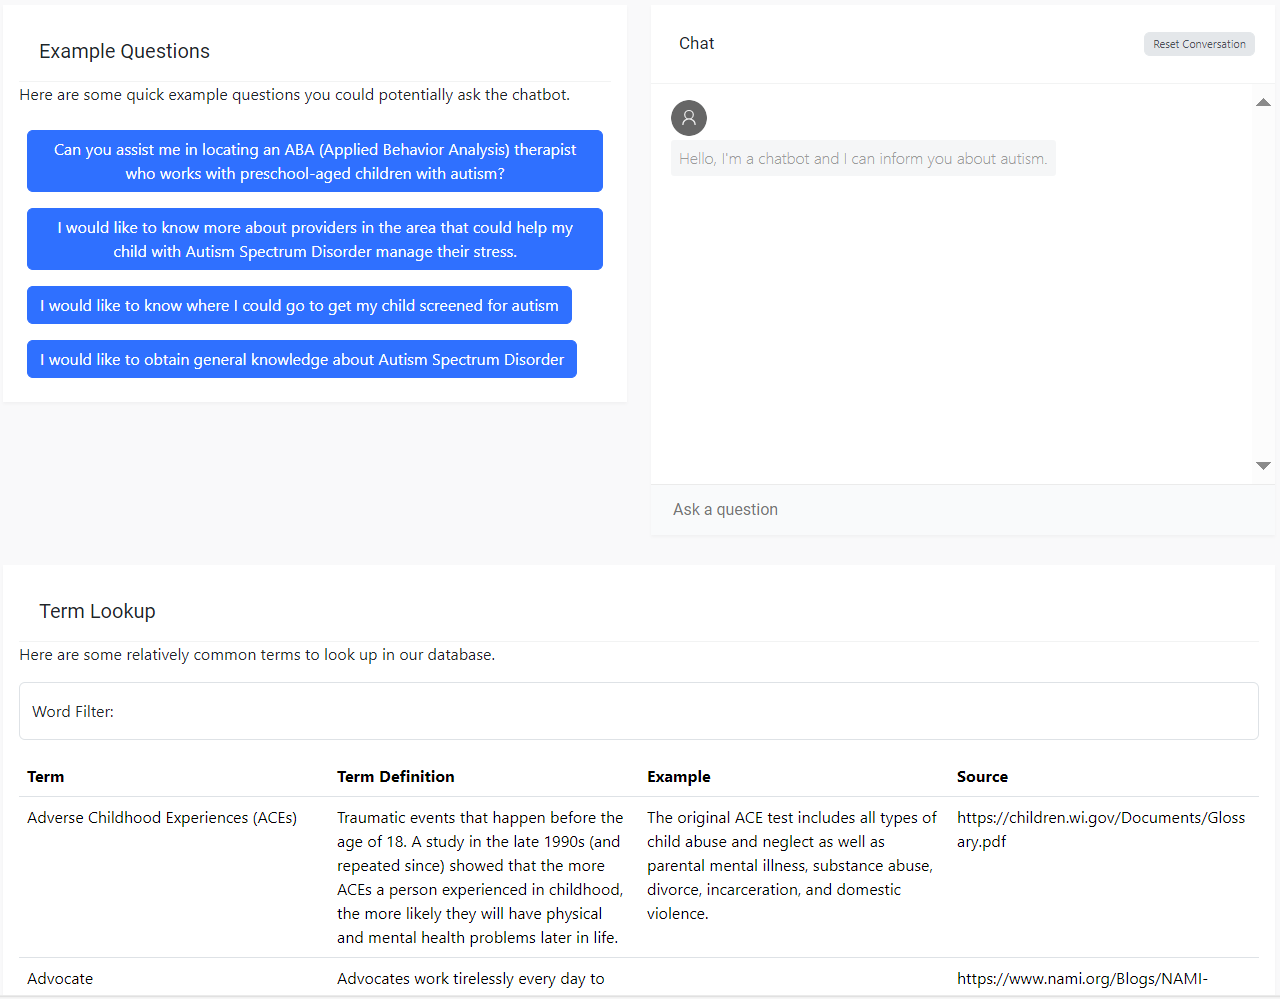 Example Questions
Here are some quick example questions you could potentially ask the chatbot.
Can you assist me in locating an ABA (Applied Behavior Analysis) therapist
who works with preschool-aged children with autism?
I would like to know more about providers in the area that could help my
child with Autism Spectrum Disorder manage their stress.
I would like to know where I could go to get my child screened for autism
I would like to obtain general knowledge about Autism Spectrum Disorder
Chat
Reset Conversation
Hello, I'm a chatbot and I can inform you about autism.
Ask a question
Term Lookup
Here are some relatively common terms to look up in our database.
Word Filter:
Term
Term Definition
Example
Source
Adverse Childhood Experiences (ACEs)
Traumatic events that happen before the
age of 18. A study in the late 1990s (and
repeated since) showed that the more
ACEs a person experienced in childhood,
the more likely they will have physical
and mental health problems later in life.
The original ACE test includes all types of
child abuse and neglect as well as
parental mental illness, substance abuse,
divorce, incarceration, and domestic
violence.
https://children.wi.gov/Documents/Gloss
ary.pdf
Advocate
Advocates work tirelessly every day to
https://www.nami.org/Blogs/NAMI-